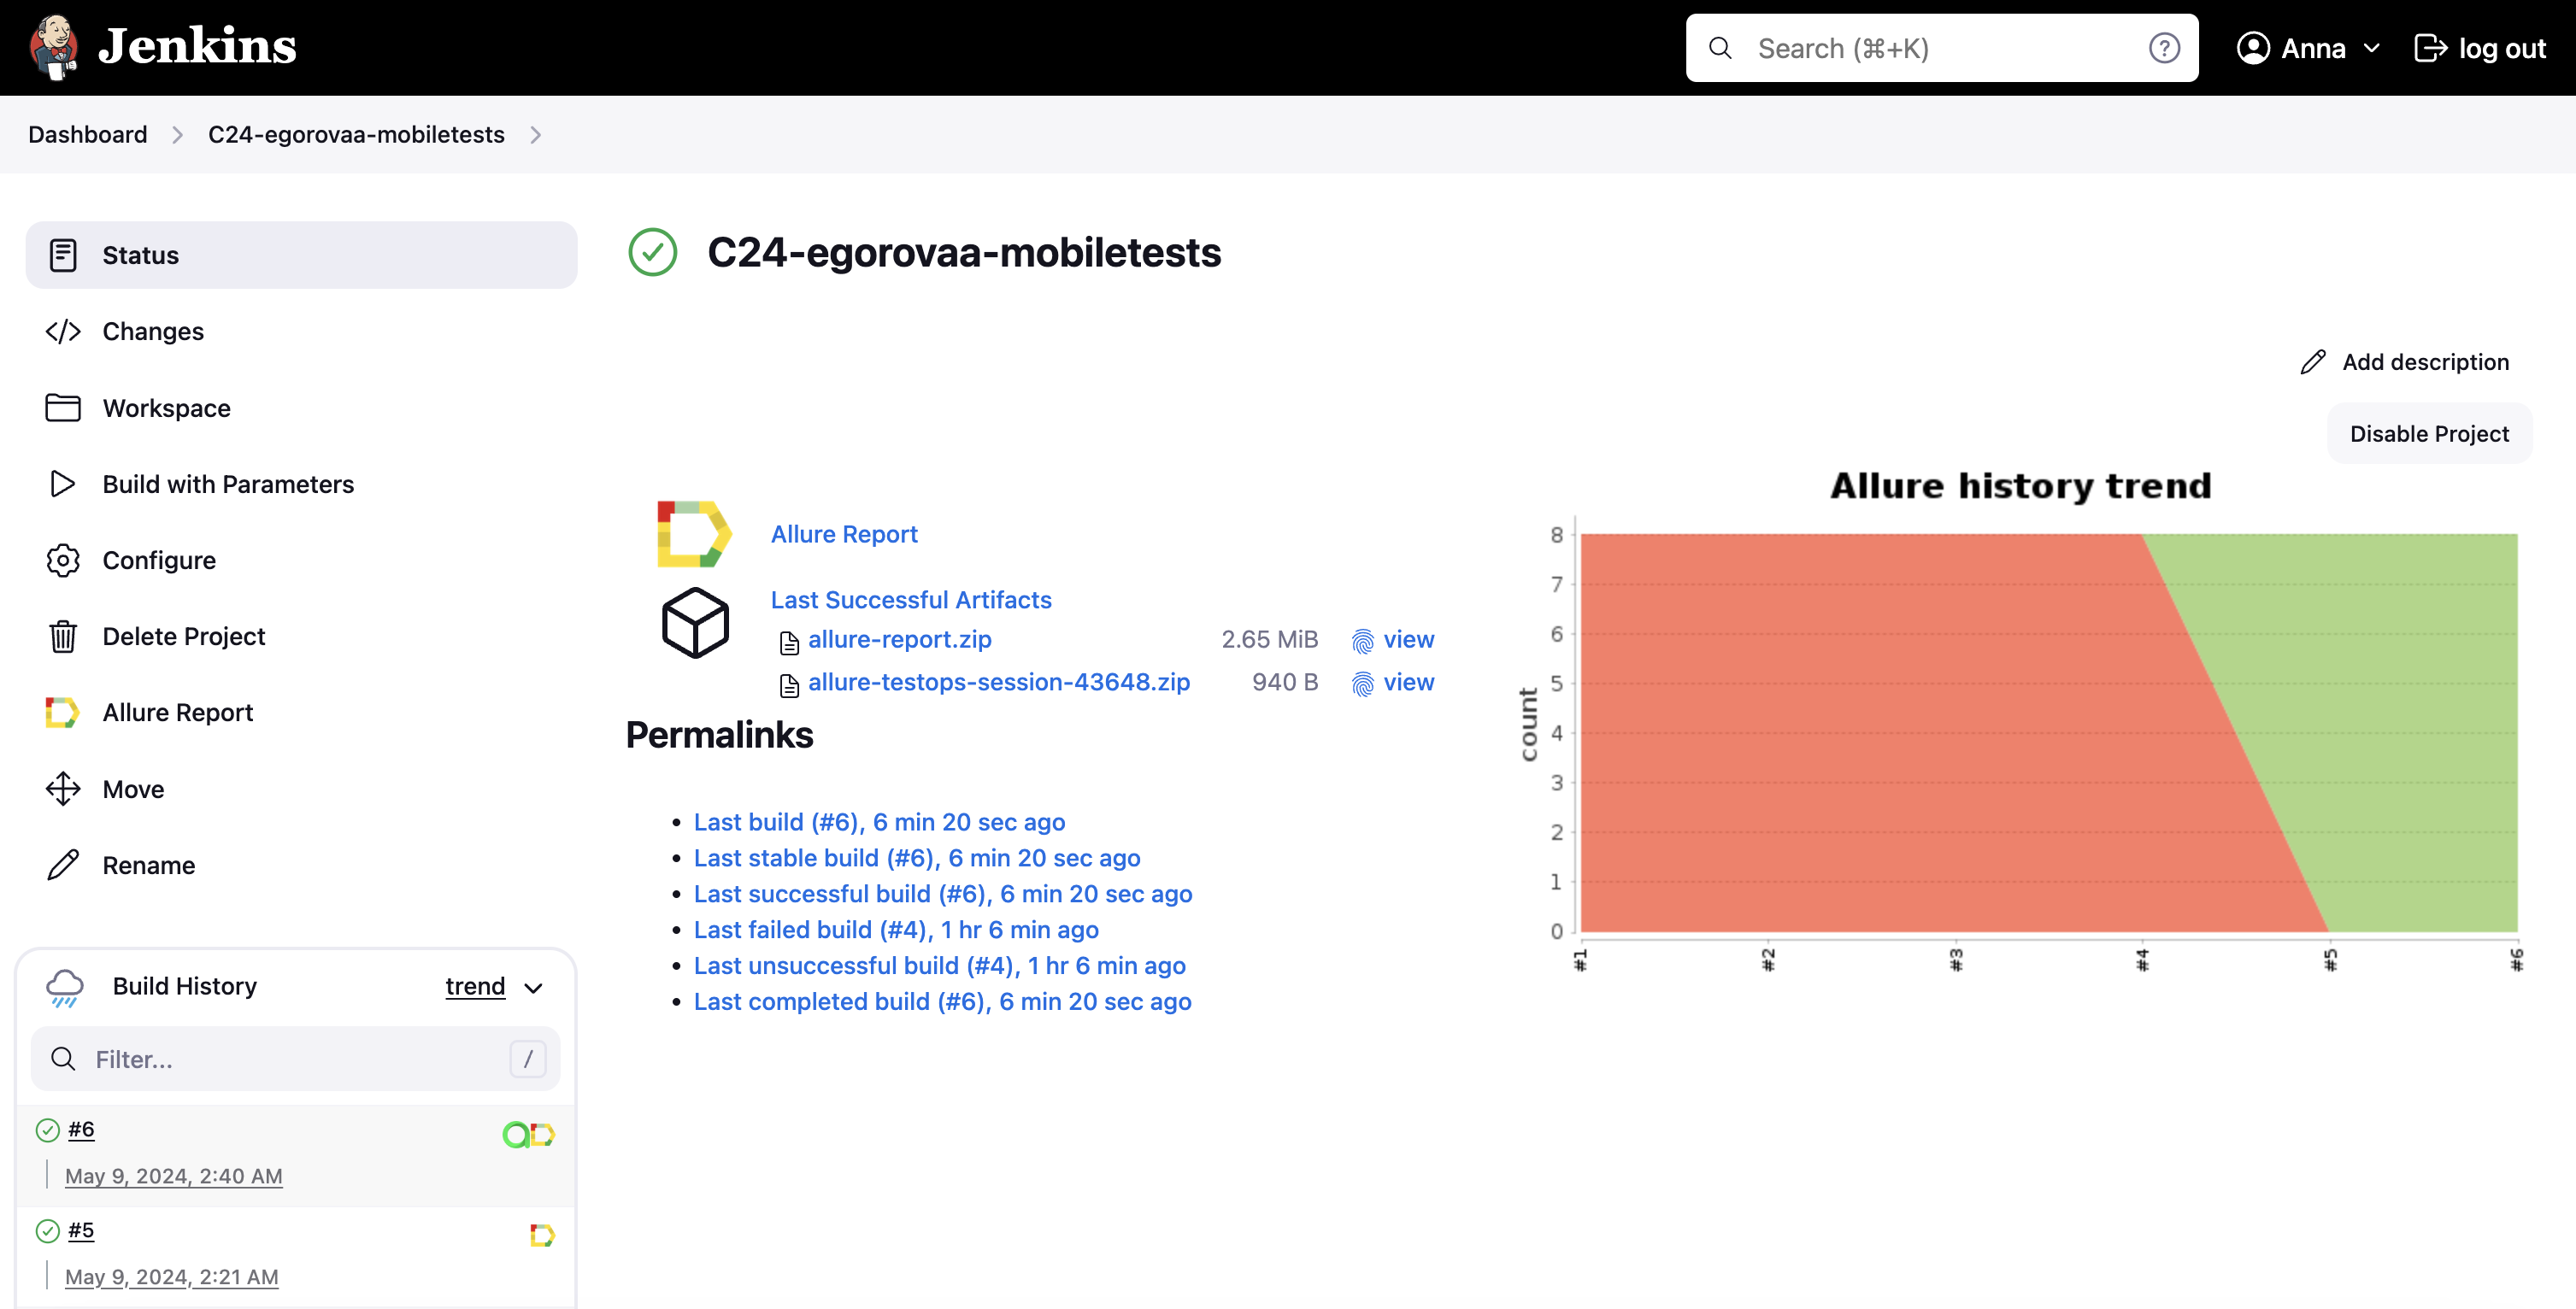 Jenkins
Search (⌘+K)
?
Anna
log out
Dashboard
C24-egorovaa-mobiletests
Status
Changes
Workspace
Build with Parameters
Configure
Delete Project
Allure Report
Move
Rename
Build History
trend
Filter...
/
#6
May 9, 2024, 2:40 AM
#5
May 9, 2024, 2:21 AM
C24-egorovaa-mobiletests
Add description
Disable Project
Allure Report
Last Successful Artifacts
allure-report.zip 2.65 MiB view
allure-testops-session-43648.zip 940 B view
Permalinks
Last build (#6), 6 min 20 sec ago
Last stable build (#6), 6 min 20 sec ago
Last successful build (#6), 6 min 20 sec ago
Last failed build (#4), 1 hr 6 min ago
Last unsuccessful build (#4), 1 hr 6 min ago
Last completed build (#6), 6 min 20 sec ago
Allure history trend
count
8
7
6
5
4
3
2
1
0
#1
#2
#3
#4
#5
#6